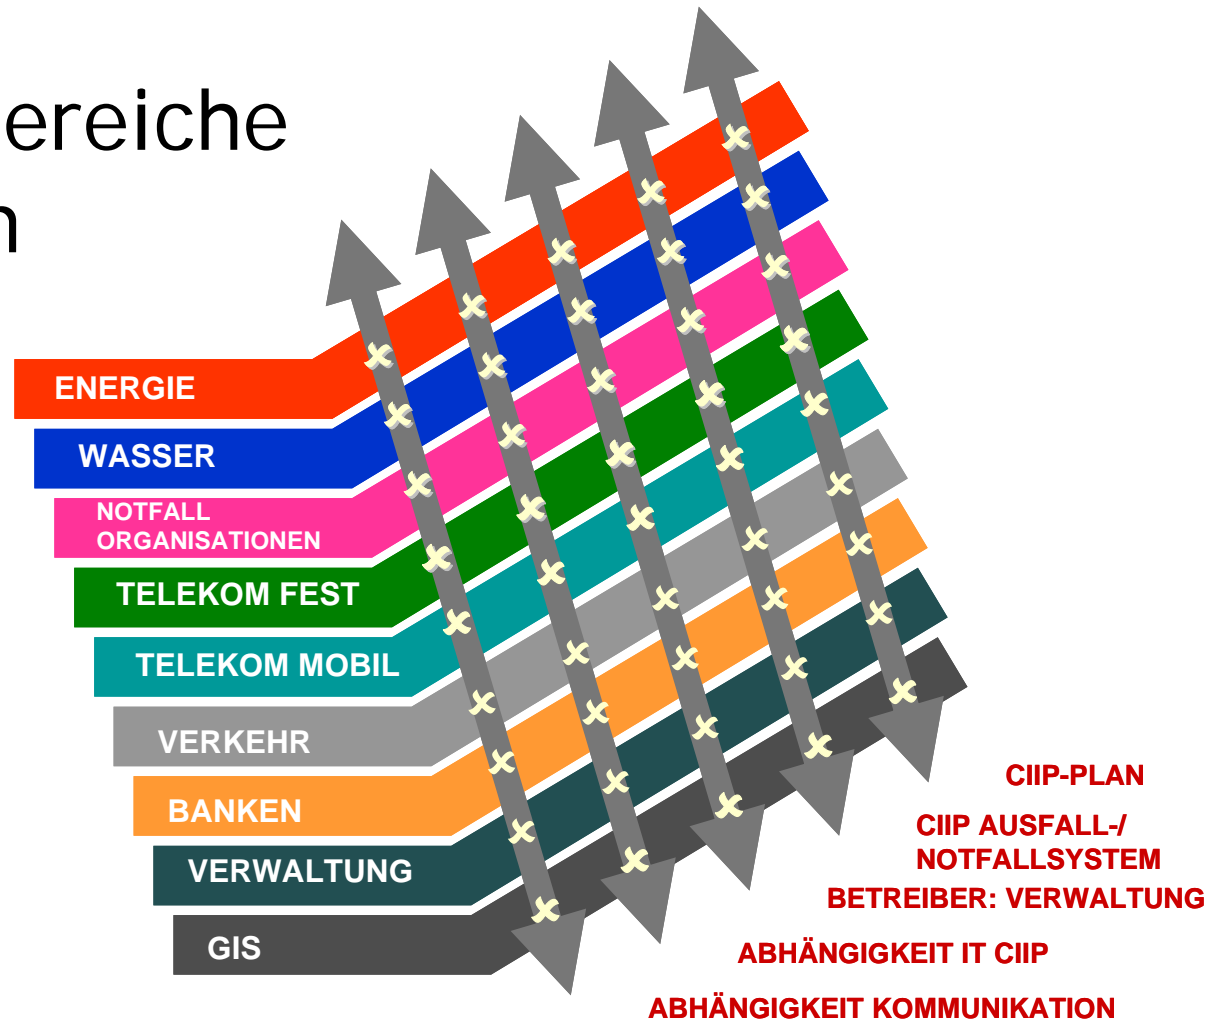 ereiche
n
ENERGIE
WASSER
NOTFALL
ORGANISATIONEN
TELEKOM FEST
TELEKOM MOBIL
VERKEHR
BANKEN
VERWALTUNG
GIS
CIIP-PLAN
CIIP AUSFALL-/
NOTFALLSYSTEM
BETREIBER: VERWALTUNG
ABHÄNGIGKEIT IT CIIP
ABHÄNGIGKEIT KOMMUNIKATION